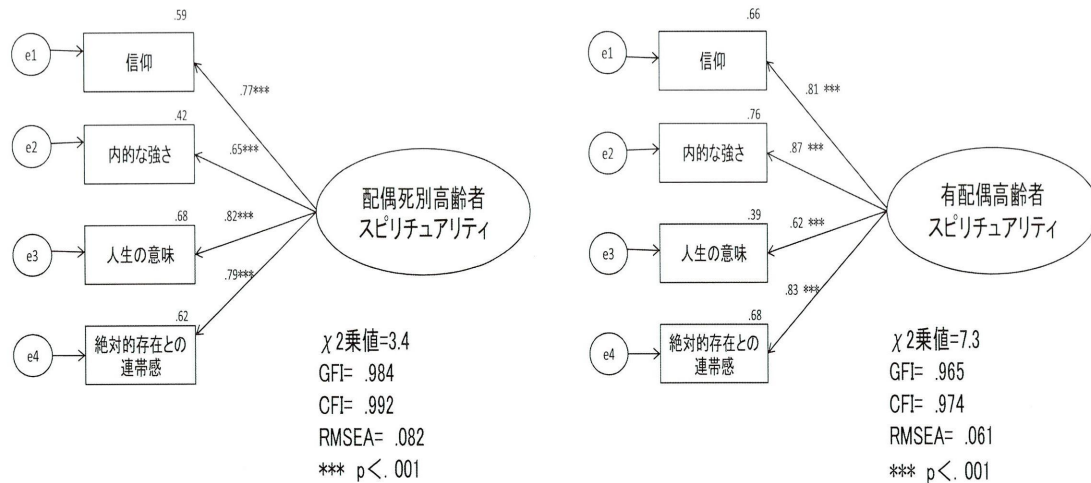 .59
e1
信仰
.77***
.42
e2
内的な強さ
.65***
配偶死別高齢者
スピリチュアリティ
.68
.82***
e3
人生の意味
.79***
.62
e4
絶対的存在との
連帯感
χ2乗値=3.4
GFI= .984
CFI= .992
RMSEA= .082
*** p<.001
.66
e1
信仰
.81 ***
.76
e2
内的な強さ
.87 ***
有配偶高齢者
スピリチュアリティ
.39
.62 ***
e3
人生の意味
.83 ***
.68
e4
絶対的存在との
連帯感
χ2乗値=7.3
GFI= .965
CFI= .974
RMSEA= .061
*** p<.001